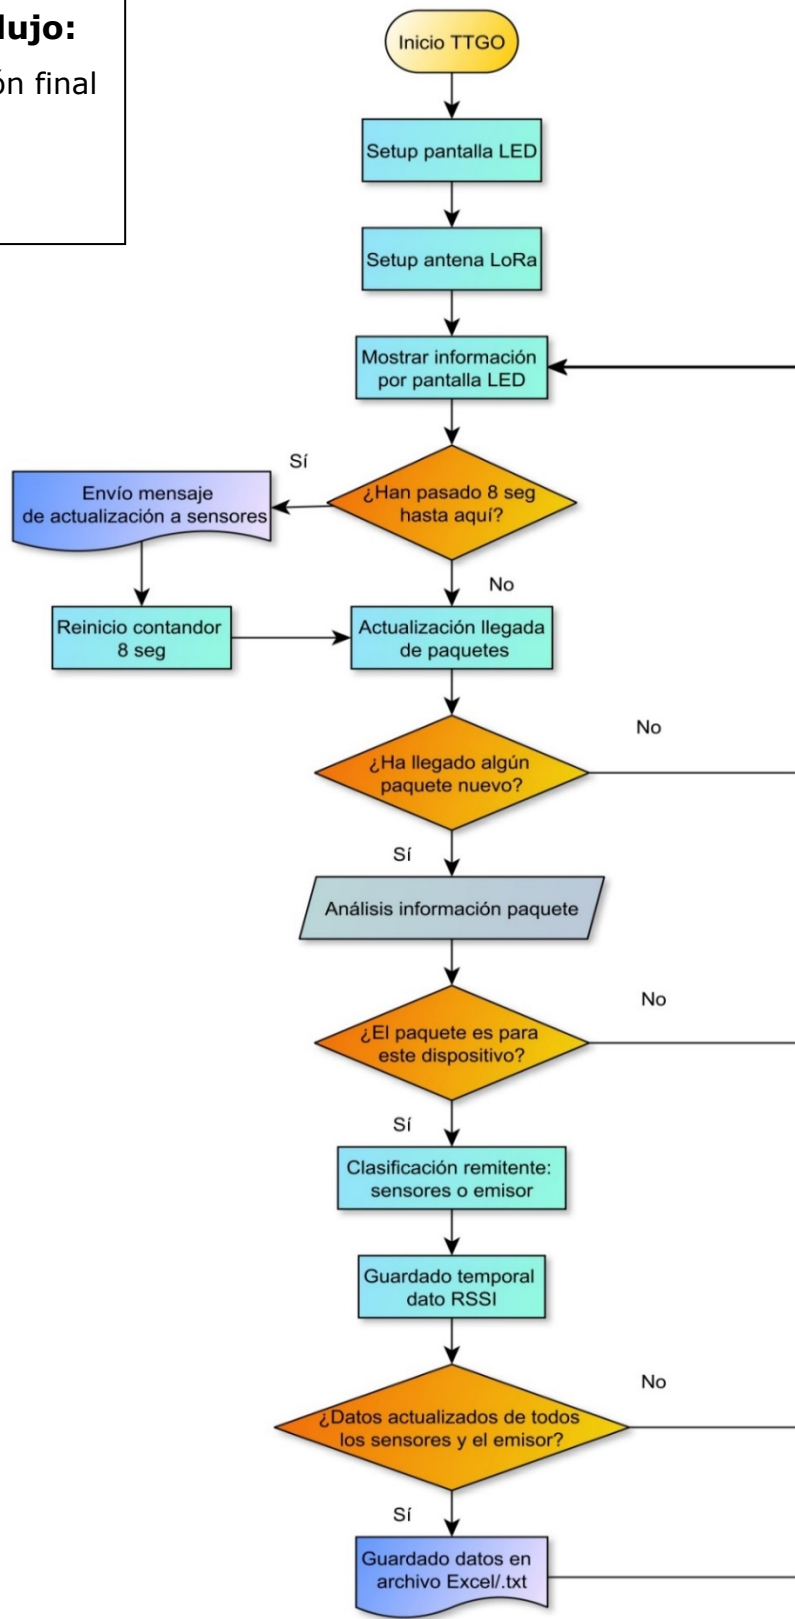 lujo:
ón final
Inicio TTGO
Setup pantalla LED
Setup antena LoRa
Mostrar información
por pantalla LED
Sí
¿Han pasado 8 seg
hasta aquí?
Envío mensaje
de actualización a sensores
No
Reinicio contandor
8 seg
Actualización llegada
de paquetes
No
¿Ha llegado algún
paquete nuevo?
Sí
Análisis información paquete
No
¿El paquete es para
este dispositivo?
Sí
Clasificación remitente:
sensores o emisor
Guardado temporal
dato RSSI
No
¿Datos actualizados de todos
los sensores y el emisor?
Sí
Guardado datos en
archivo Excel/.txt